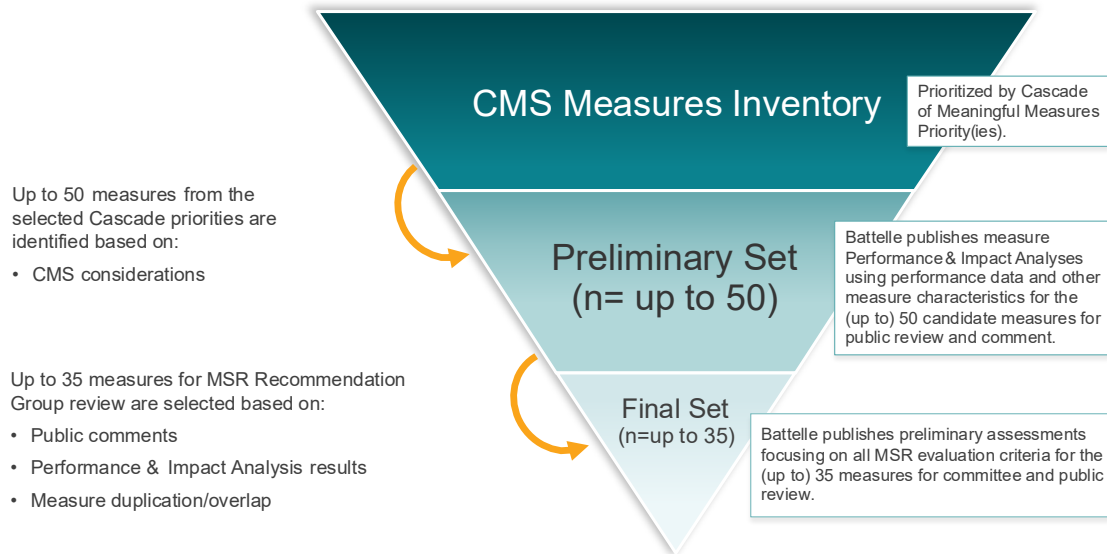 CMS Measures Inventory
Prioritized by Cascade
of Meaningful Measures
Priority(ies).
Up to 50 measures from the
selected Cascade priorities are
identified based on:
• CMS considerations
Preliminary Set
(n= up to 50)
Battelle publishes measure
Performance & Impact Analyses
using performance data and other
measure characteristics for the
(up to) 50 candidate measures for
public review and comment.
Up to 35 measures for MSR Recommendation
Group review are selected based on:
• Public comments
• Performance & Impact Analysis results
• Measure duplication/overlap
Final Set
(n=up to 35)
Battelle publishes preliminary assessments
focusing on all MSR evaluation criteria for the
(up to) 35 measures for committee and public
review.